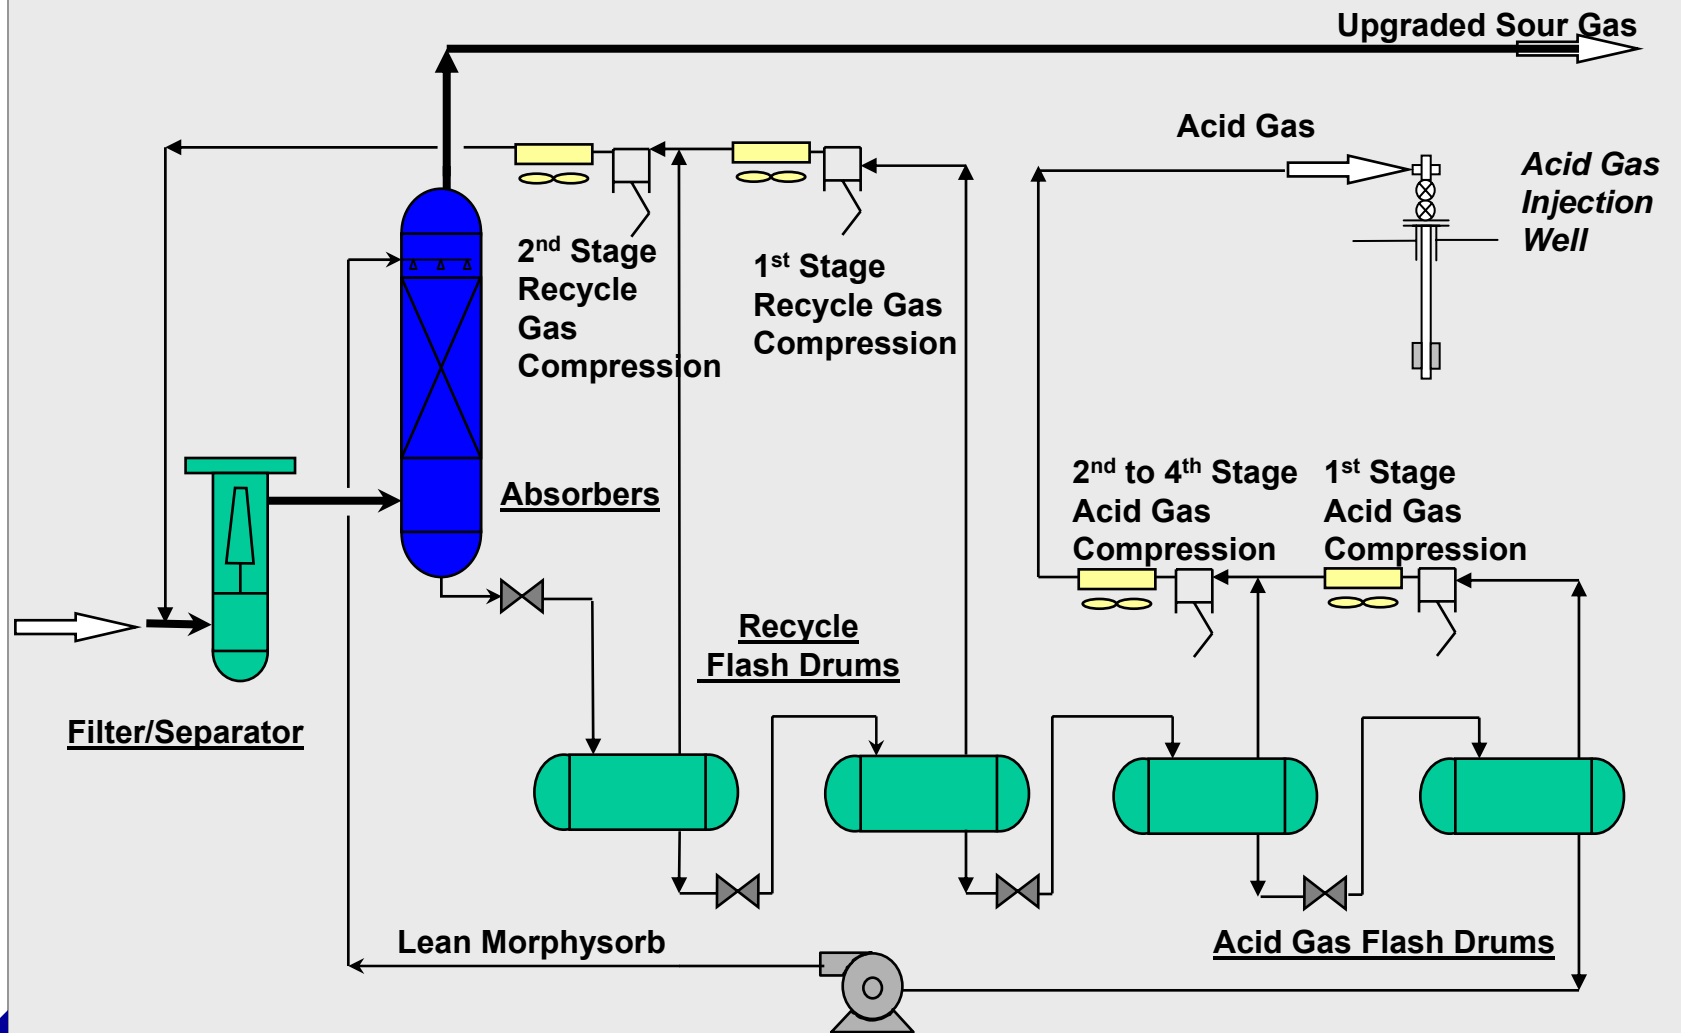 Upgraded Sour Gas
Acid Gas
Acid Gas
Injection
Well
2nd Stage
Recycle
Gas
Compression
1st Stage
Recycle Gas
Compression
Absorbers
2nd to 4th Stage
Acid Gas
Compression
1st Stage
Acid Gas
Compression
Recycle
Flash Drums
Filter/Separator
Lean Morphysorb
Acid Gas Flash Drums